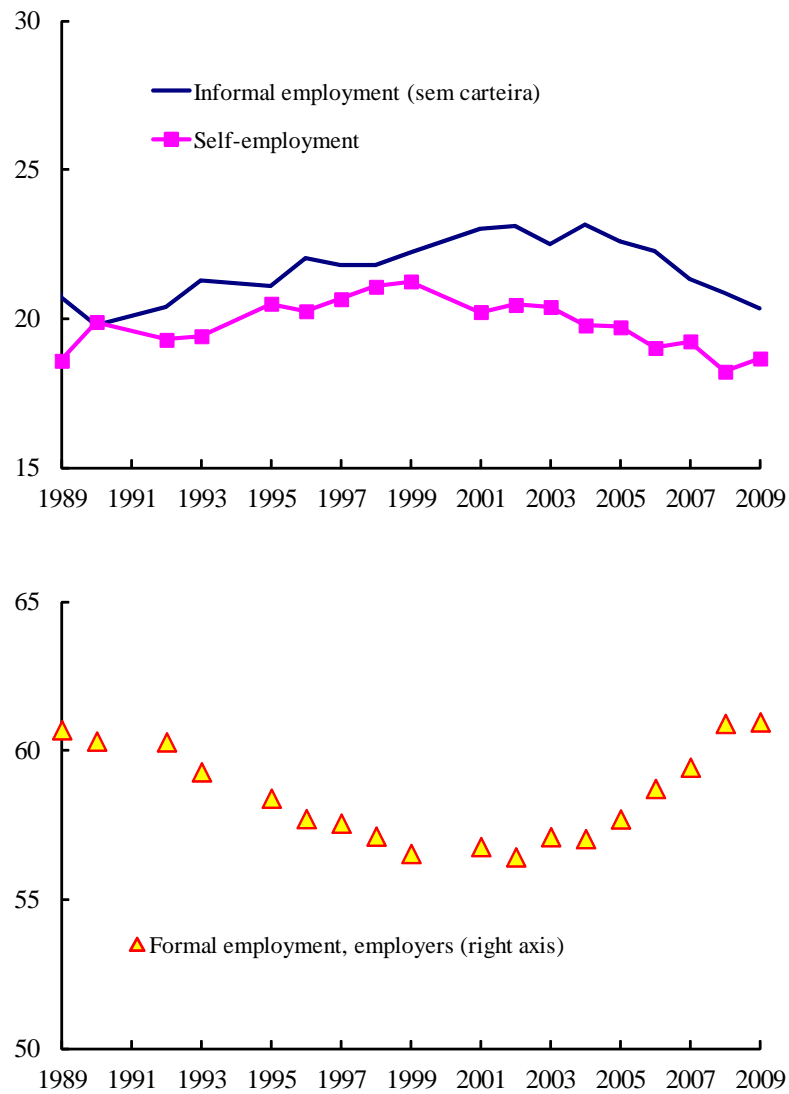 30
Informal employment (sem carteira)
Self-employment
25
20
15
1989 1991 1993 1995 1997 1999 2001 2003 2005 2007 2009
65
60
55
Formal employment, employers (right axis)
50
1989 1991 1993 1995 1997 1999 2001 2003 2005 2007 2009